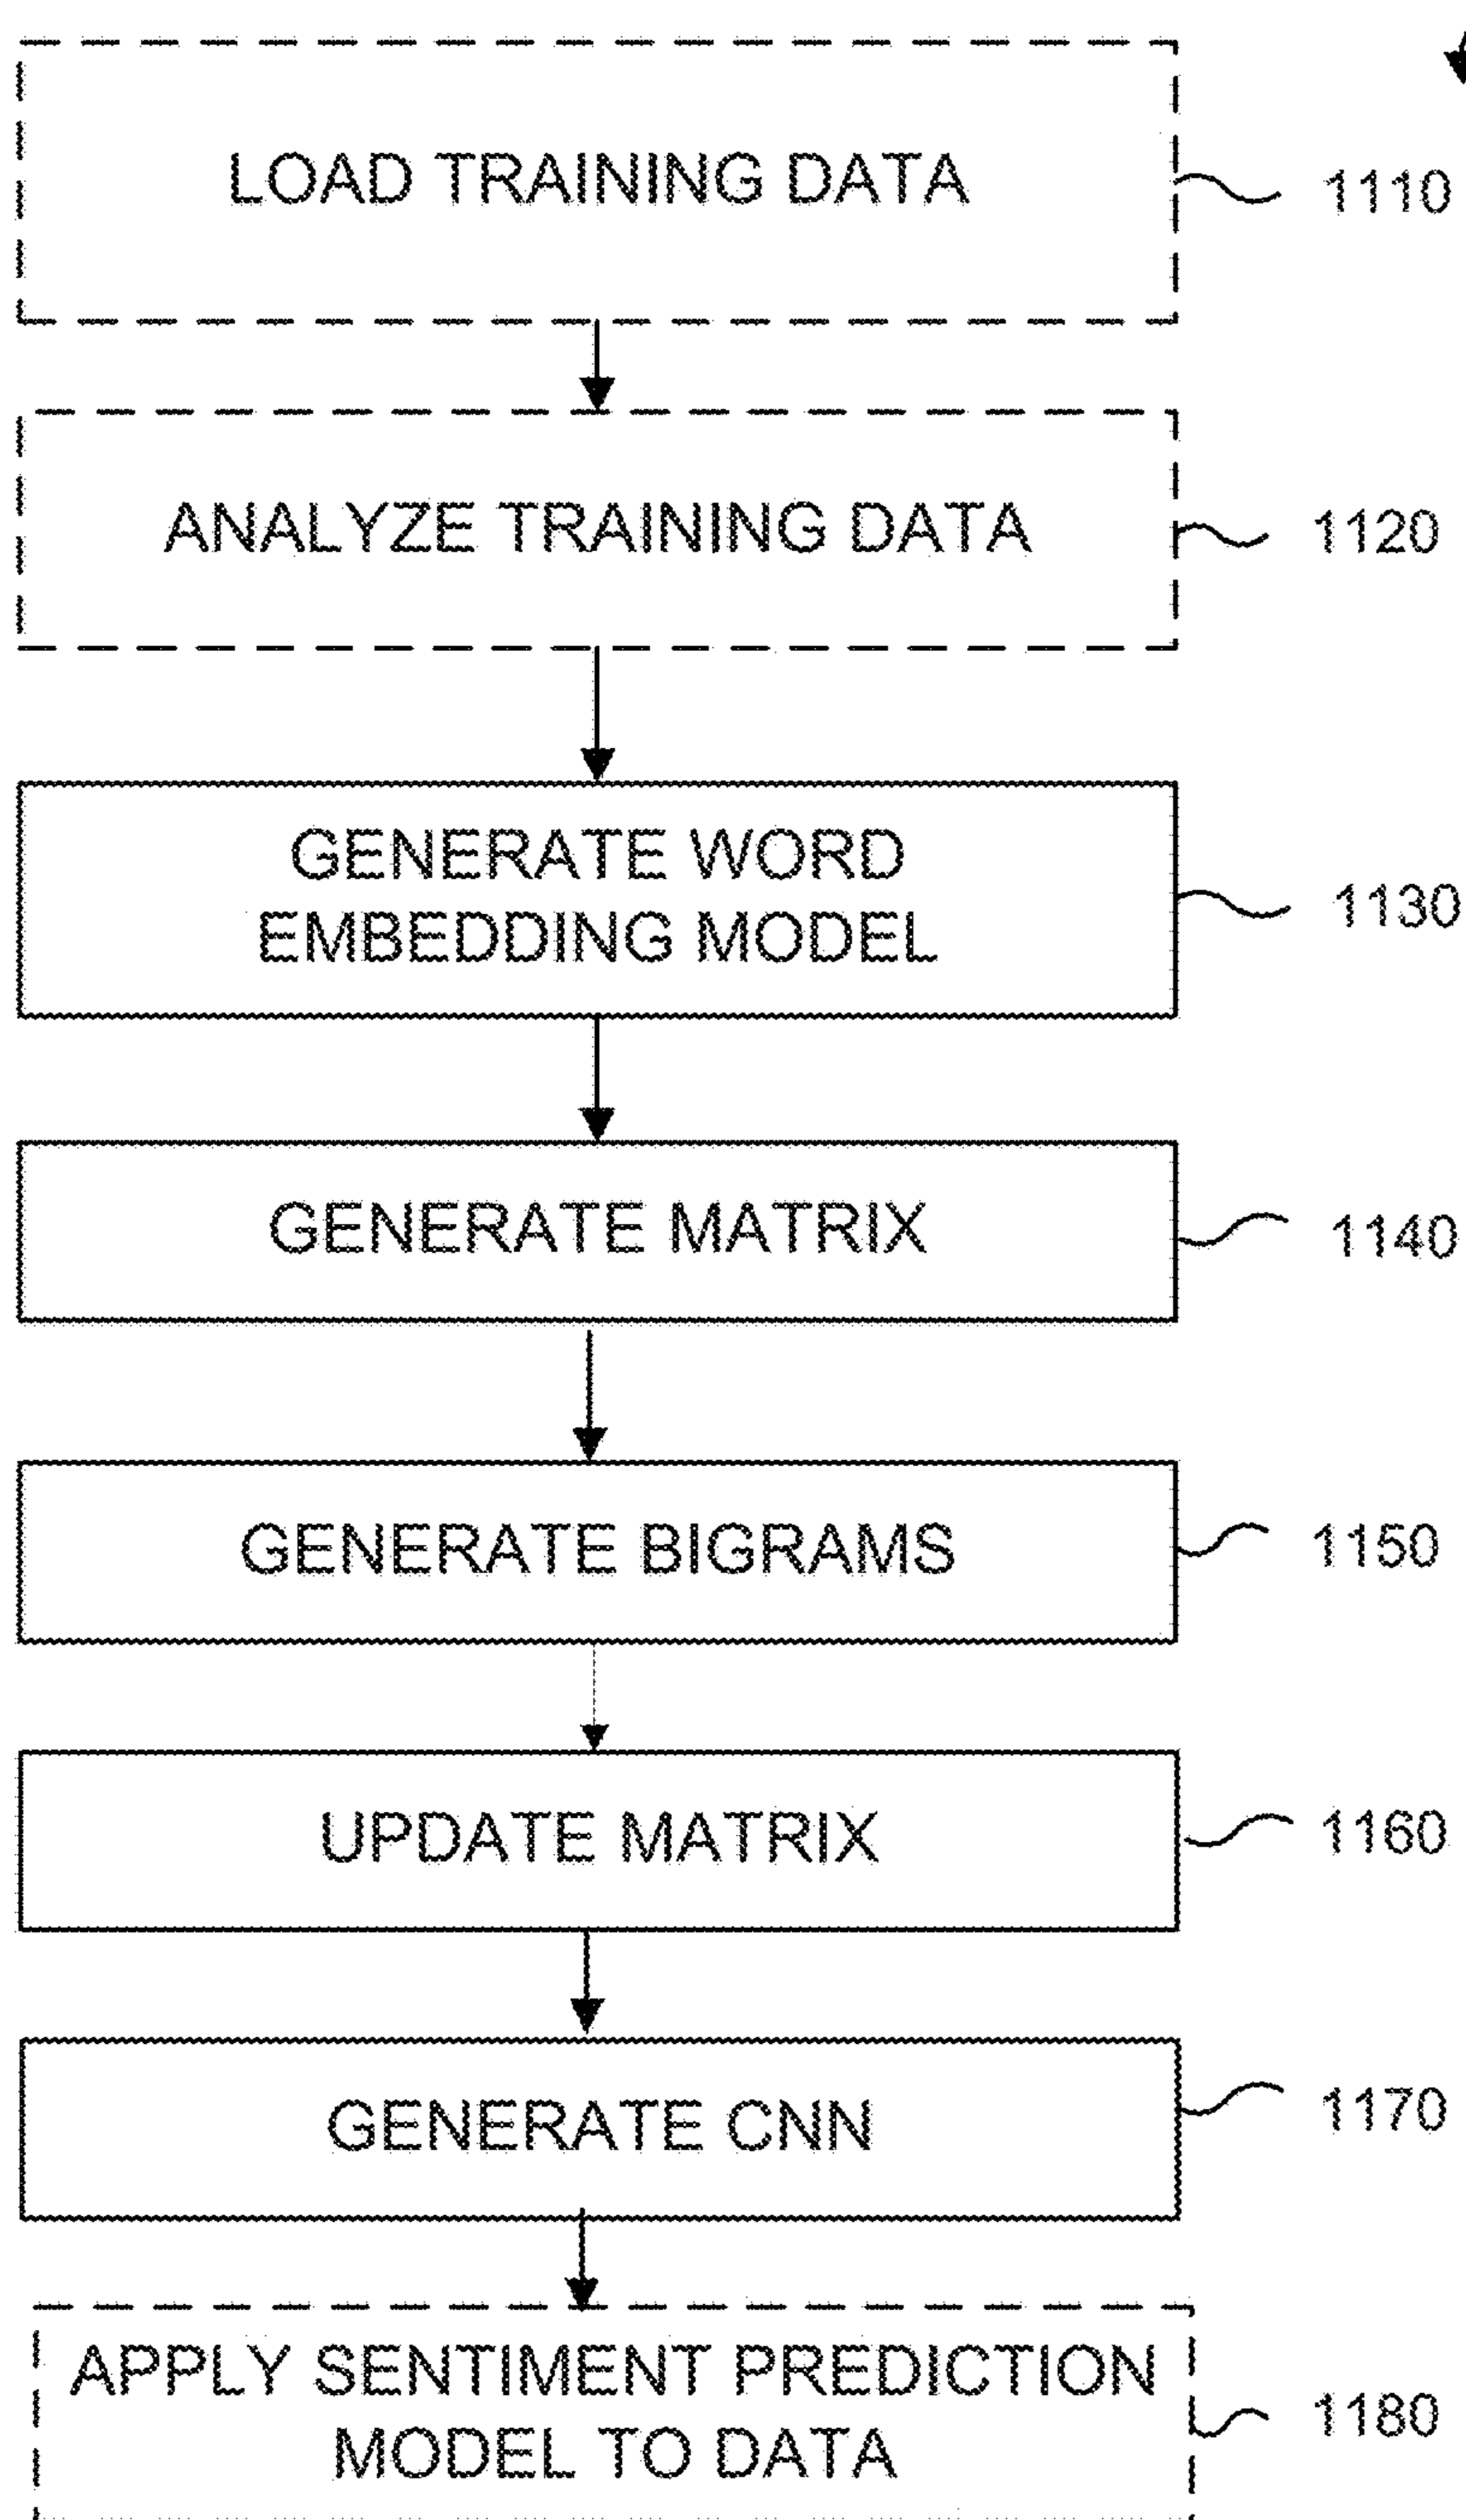 LOAD TRAINING DATA
1110
ANALYZE TRAINING DATA
1120
GENERATE WORD
EMBEDDING MODEL
1130
GENERATE MATRIX
1140
GENERATE BIGRAMS
1150
UPDATE MATRIX
1160
GENERATE CNN
1170
APPLY SENTIMENT PREDICTION
MODEL TO DATA
1180